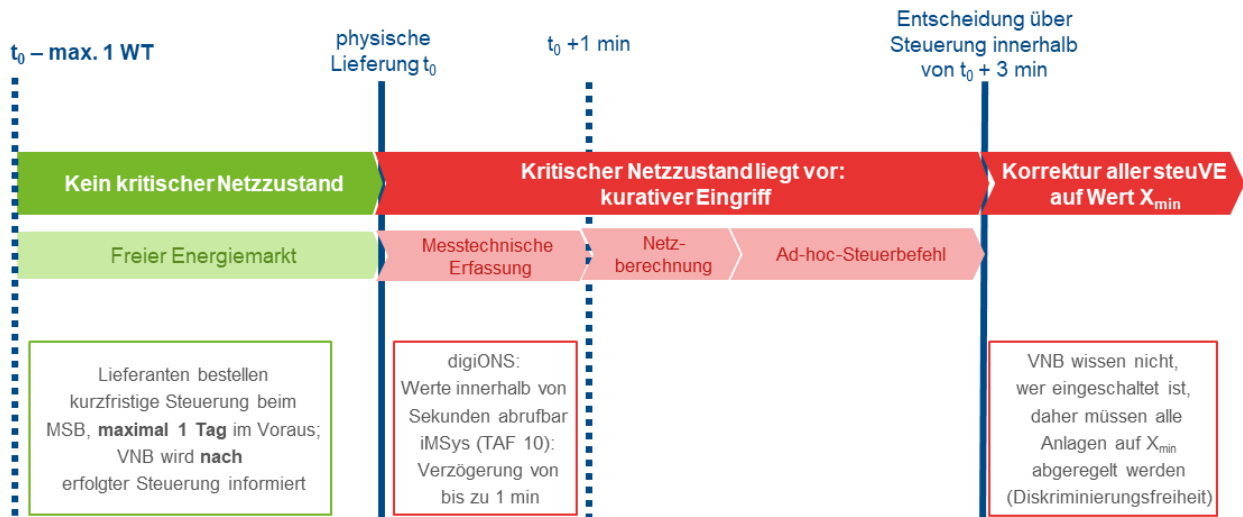 t₀ – max. 1 WT
physische
Lieferung t₀
t₀ +1 min
Entscheidung über
Steuerung innerhalb
von t₀ + 3 min
Kein kritischer Netzzustand
Kritischer Netzzustand liegt vor:
kurativer Eingriff
Korrektur aller steuVE
auf Wert Xmin
Freier Energiemarkt
Messtechnische
Erfassung
Netz-
berechnung
Ad-hoc-Steuerbefehl
Lieferanten bestellen
kurzfristige Steuerung beim
MSB, maximal 1 Tag im Voraus;
VNB wird nach
erfolgter Steuerung informiert
digiONS:
Werte innerhalb von
Sekunden abrufbar
iMSys (TAF 10):
Verzögerung von
bis zu 1 min
VNB wissen nicht,
wer eingeschaltet ist,
daher müssen alle
Anlagen auf Xmin
abgeregelt werden
(Diskriminierungsfreiheit)